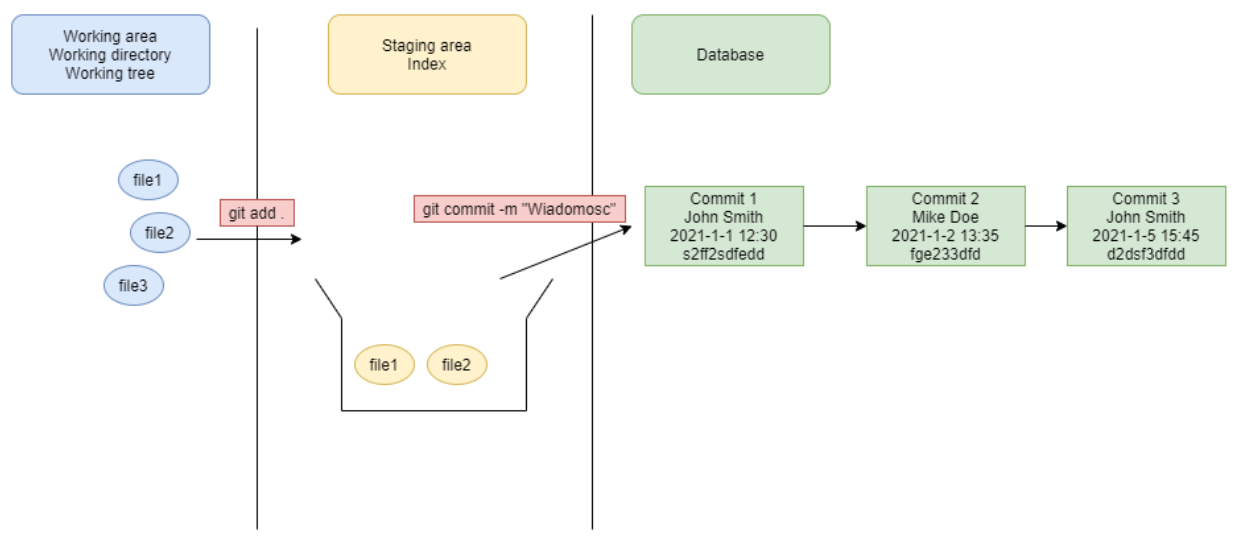 Working area
Working directory
Working tree
Staging area
Index
Database
file1
file2
file3
git add .
git commit -m "Wiadomosc"
file1
file2
Commit 1
John Smith
2021-1-1 12:30
s2ff2sdfedd
Commit 2
Mike Doe
2021-1-2 13:35
fge233dfd
Commit 3
John Smith
2021-1-5 15:45
d2dsf3dfdd